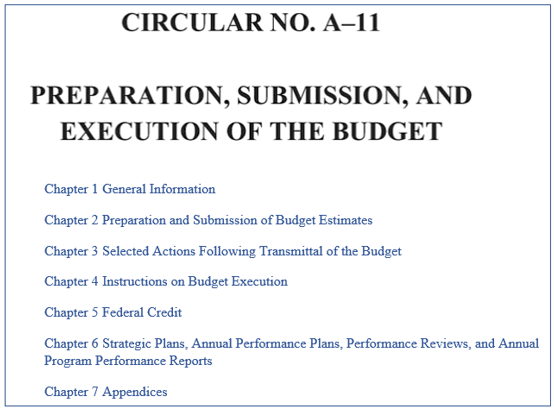 CIRCULAR NO. A–11
PREPARATION, SUBMISSION, AND
EXECUTION OF THE BUDGET
Chapter 1 General Information
Chapter 2 Preparation and Submission of Budget Estimates
Chapter 3 Selected Actions Following Transmittal of the Budget
Chapter 4 Instructions on Budget Execution
Chapter 5 Federal Credit
Chapter 6 Strategic Plans, Annual Performance Plans, Performance Reviews, and Annual
Program Performance Reports
Chapter 7 Appendices